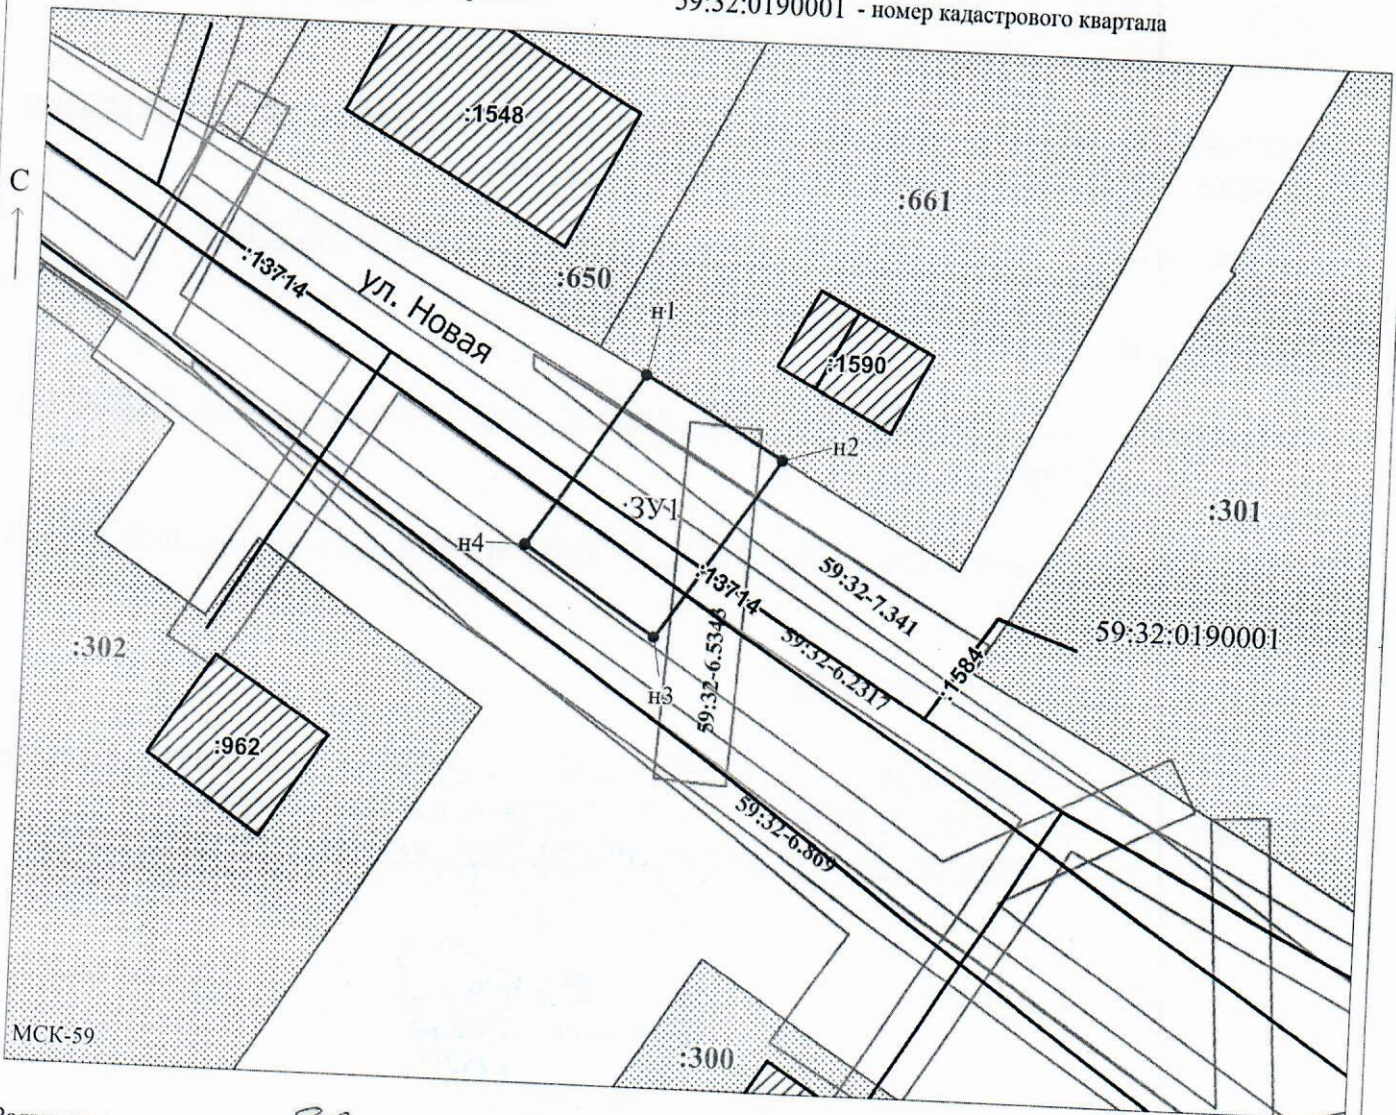 59:32:0190001 - номер кадастрового квартала
:1548
С
:661
:13714
ул. Новая
:650
н1
:1590
н2
:ЗУ1
:301
н4
59:32-7.341
:13714
59:32:0190001
59:32-6.2317
:1584
:302
н3
:962
59:32-6.869
МСК-59
:300